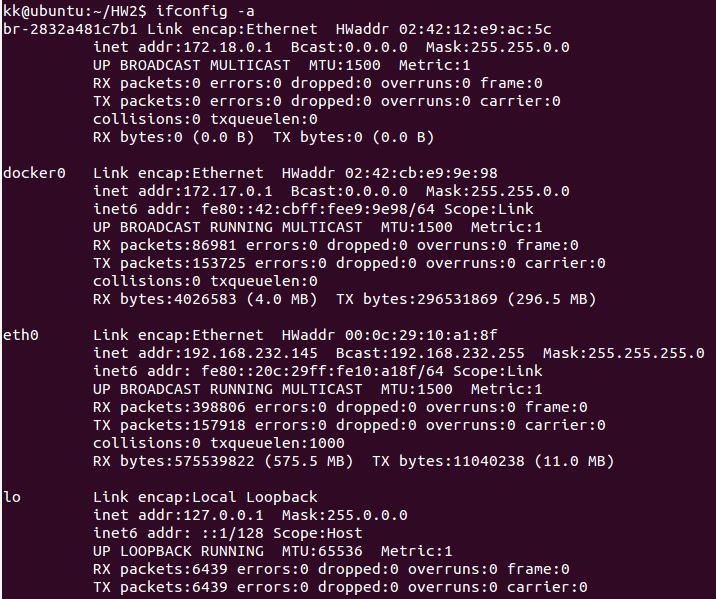 kk@ubuntu:~/HW2$ ifconfig -a
br-2832a481c7b1 Link encap:Ethernet  HWaddr 02:42:12:e9:ac:5c
          inet addr:172.18.0.1  Bcast:0.0.0.0  Mask:255.255.0.0
          UP BROADCAST MULTICAST  MTU:1500  Metric:1
          RX packets:0 errors:0 dropped:0 overruns:0 frame:0
          TX packets:0 errors:0 dropped:0 overruns:0 carrier:0
          collisions:0 txqueuelen:0
          RX bytes:0 (0.0 B)  TX bytes:0 (0.0 B)

docker0   Link encap:Ethernet  HWaddr 02:42:cb:e9:9e:98
          inet addr:172.17.0.1  Bcast:0.0.0.0  Mask:255.255.0.0
          inet6 addr: fe80::42:cbff:fee9:9e98/64 Scope:Link
          UP BROADCAST RUNNING MULTICAST  MTU:1500  Metric:1
          RX packets:86981 errors:0 dropped:0 overruns:0 frame:0
          TX packets:153725 errors:0 dropped:0 overruns:0 carrier:0
          collisions:0 txqueuelen:0
          RX bytes:4026583 (4.0 MB)  TX bytes:296531869 (296.5 MB)

eth0      Link encap:Ethernet  HWaddr 00:0c:29:10:a1:8f
          inet addr:192.168.232.145  Bcast:192.168.232.255  Mask:255.255.255.0
          inet6 addr: fe80::20c:29ff:fe10:a18f/64 Scope:Link
          UP BROADCAST RUNNING MULTICAST  MTU:1500  Metric:1
          RX packets:398806 errors:0 dropped:0 overruns:0 frame:0
          TX packets:157918 errors:0 dropped:0 overruns:0 carrier:0
          collisions:0 txqueuelen:1000
          RX bytes:575539822 (575.5 MB)  TX bytes:11040238 (11.0 MB)

lo        Link encap:Local Loopback
          inet addr:127.0.0.1  Mask:255.0.0.0
          inet6 addr: ::1/128 Scope:Host
          UP LOOPBACK RUNNING  MTU:65536  Metric:1
          RX packets:6439 errors:0 dropped:0 overruns:0 frame:0
          TX packets:6439 errors:0 dropped:0 overruns:0 carrier:0